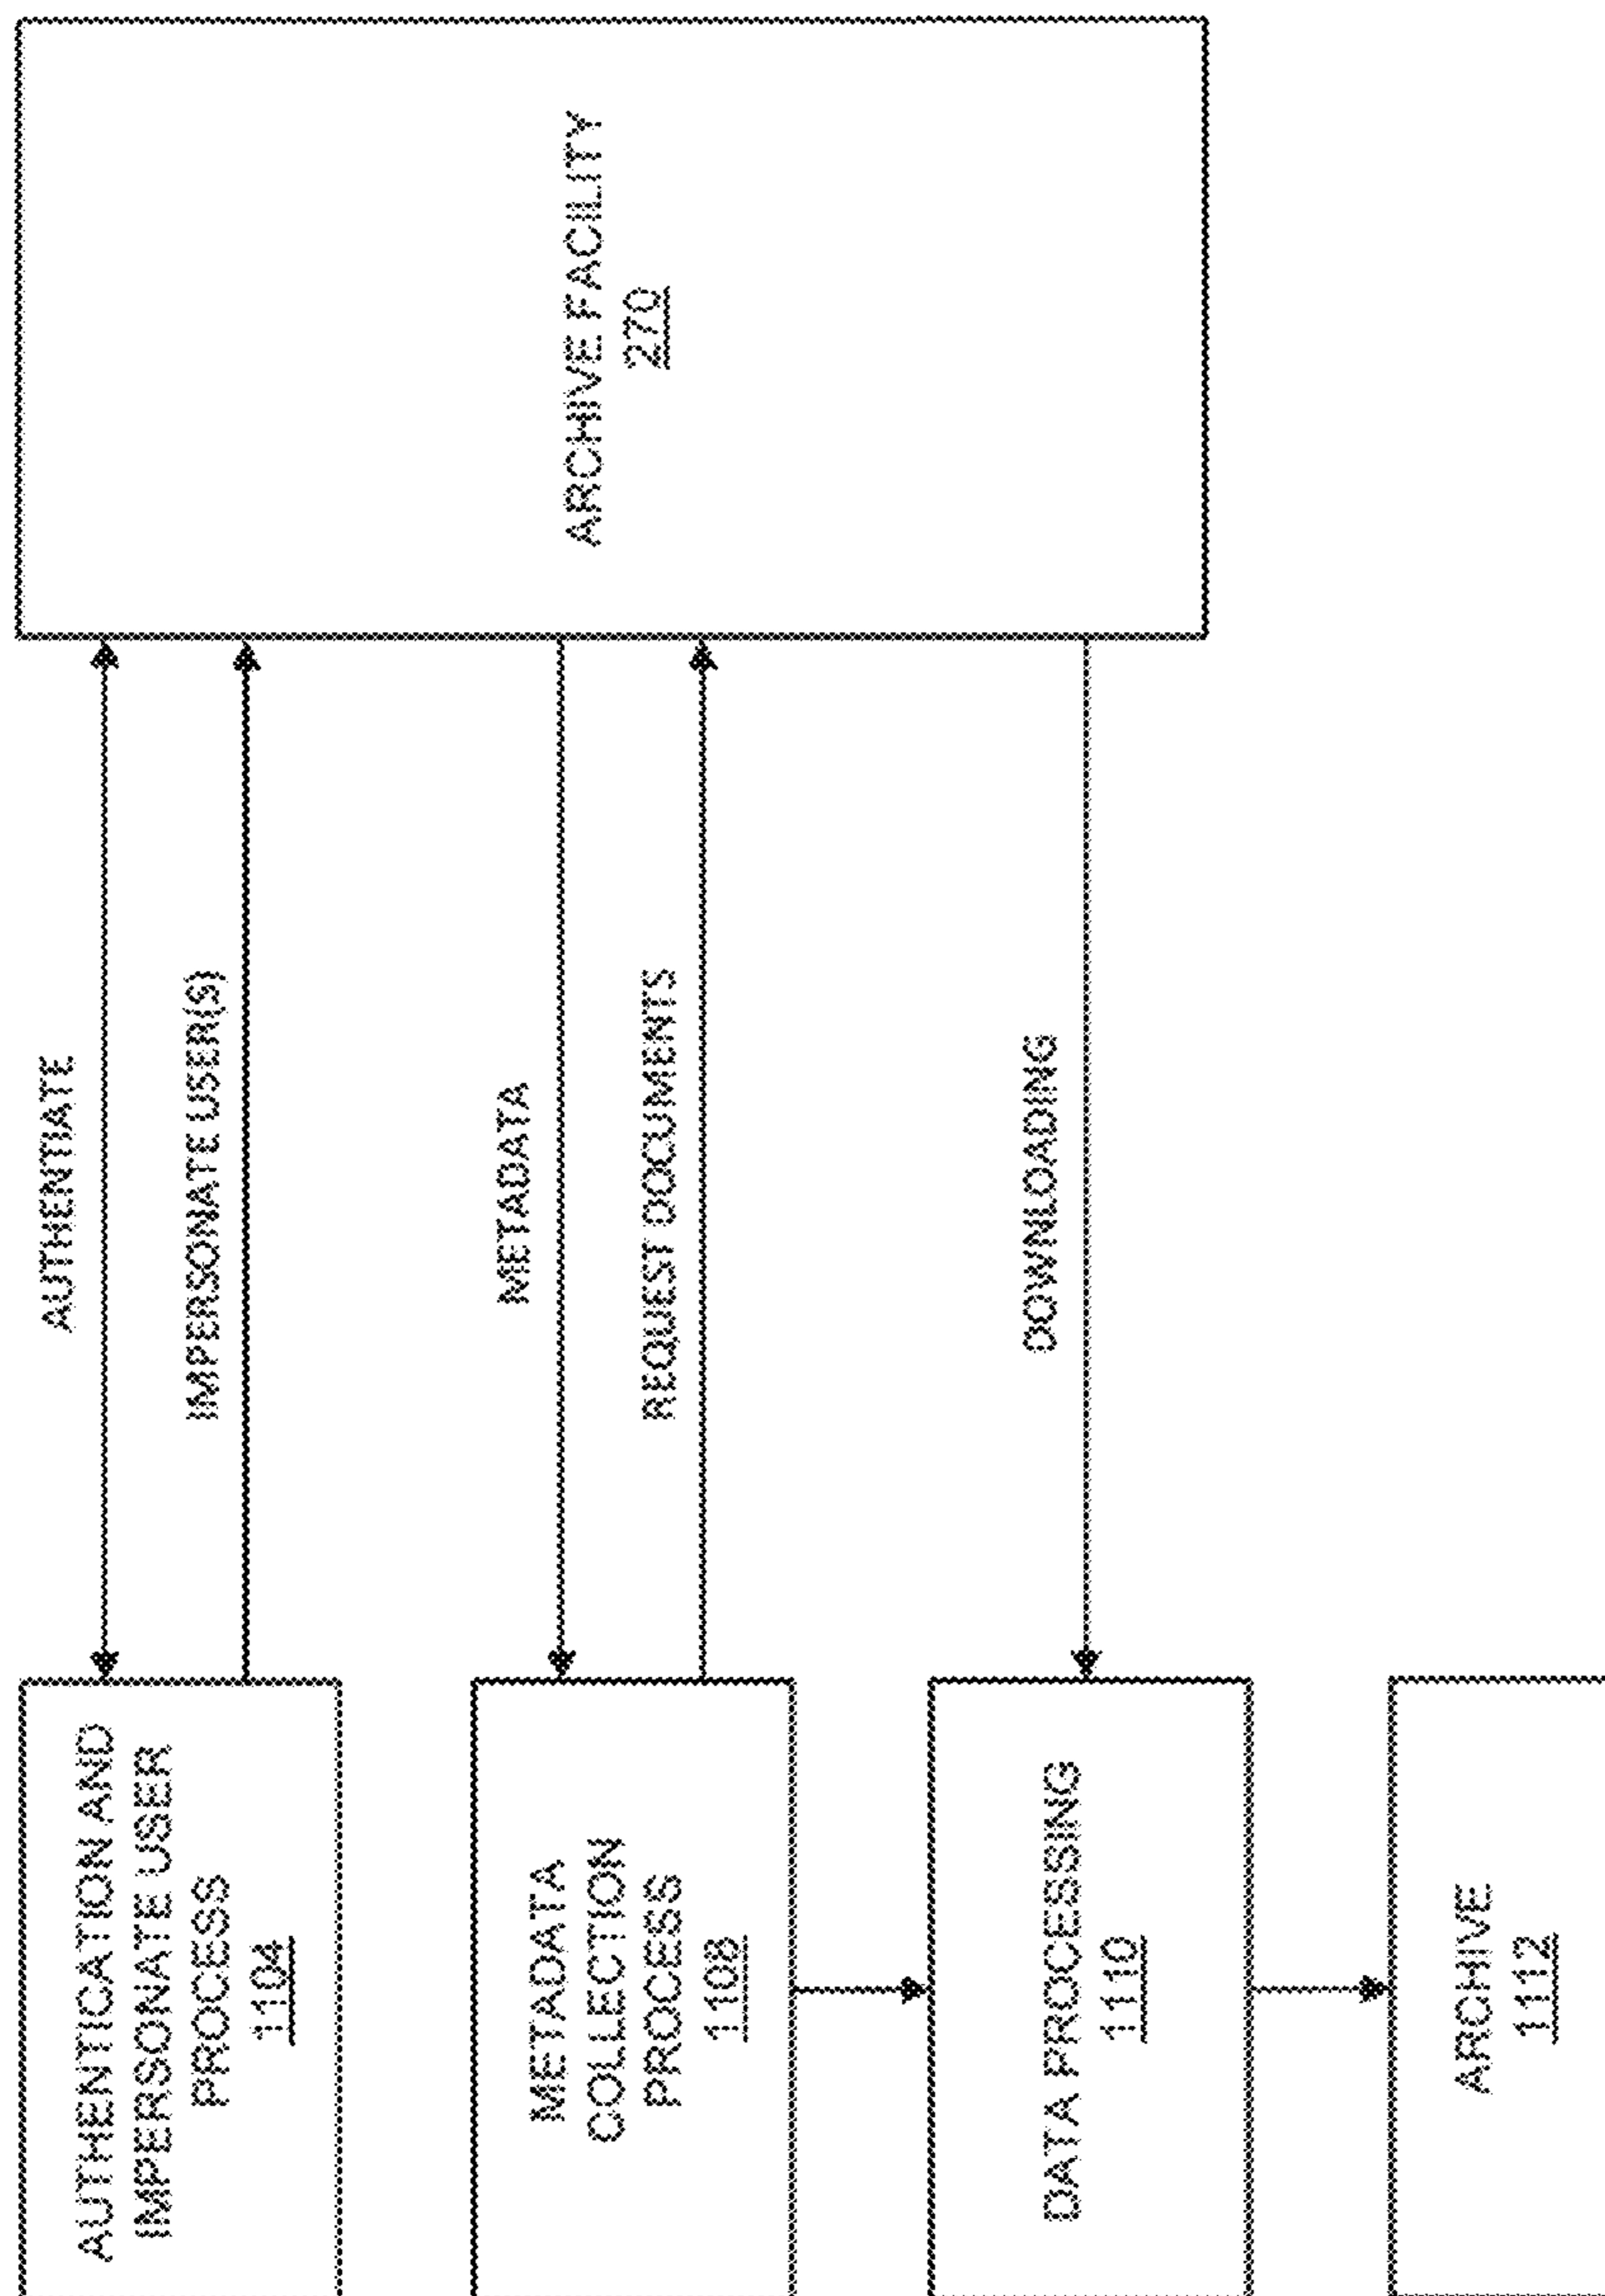 AUTHENTICATION AND
IMPERSONATE USER
PROCESS
1104
AUTHENTIATE
IMPERSONATE USER(S)
ARCHIVE FACILITY
270
METADATA
COLLECTION
PROCESS
1108
METADATA
REQUEST DOCUMENTS
DATA PROCESSING
1110
DOWNLOADING
ARCHIVE
1112